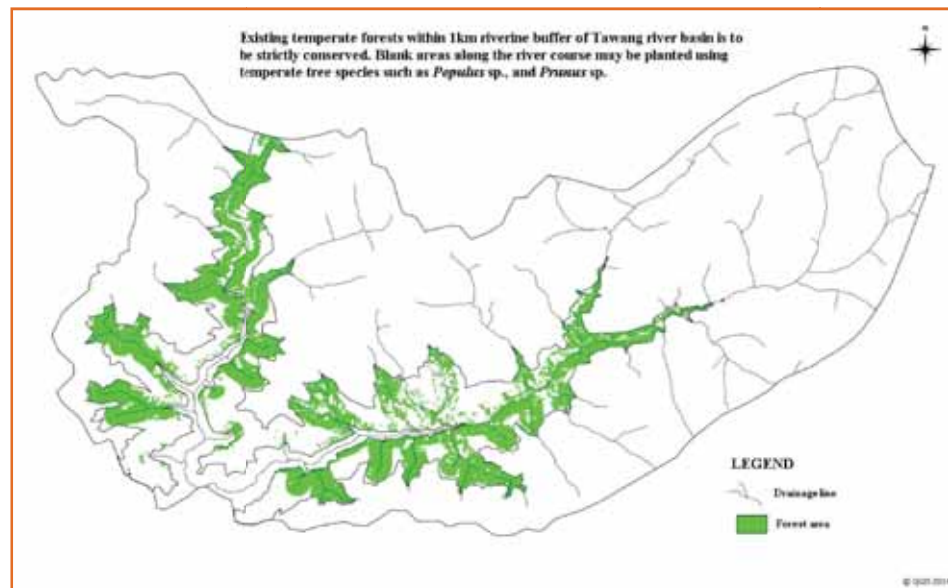 Existing temperate forests within 1km riverine buffer of Tawang river basin is to
be strictly conserved. Blank areas along the river course may be planted using
temperate tree species such as Populus sp., and Prunus sp.
LEGEND
Drainage line
Forest area